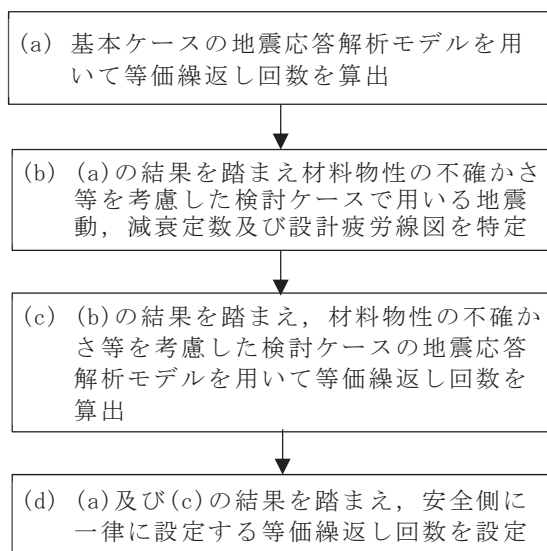 (a) 基本ケースの地震応答解析モデルを用
いて等価繰返し回数を算出
(b) (a)の結果を踏まえ材料物性の不確かさ
等を考慮した検討ケースで用いる地震
動，減衰定数及び設計疲労線図を特定
(c) (b)の結果を踏まえ，材料物性の不確か
さ等を考慮した検討ケースの地震応答
解析モデルを用いて等価繰返し回数を
算出
(d) (a)及び(c)の結果を踏まえ，安全側に
一律に設定する等価繰返し回数を設定